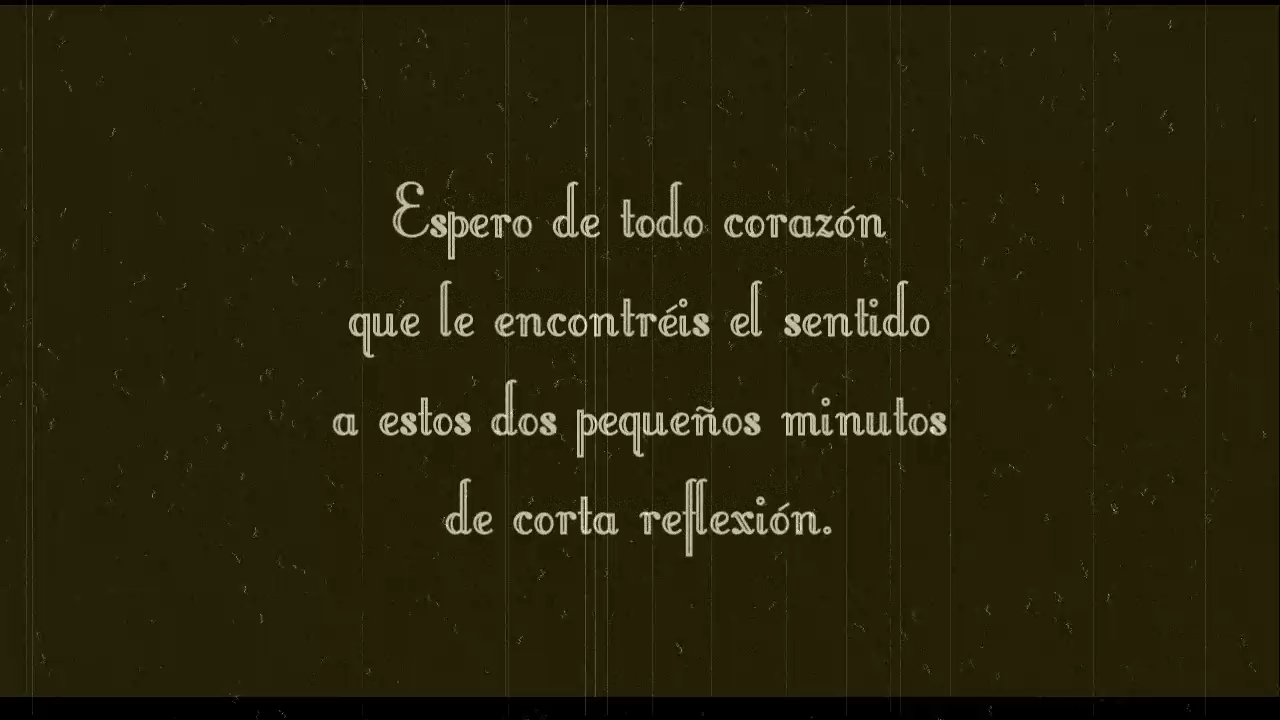 Espero de todo corazón
que le encontréis el sentido
a estos dos pequeños minutos
de corta reflexión.